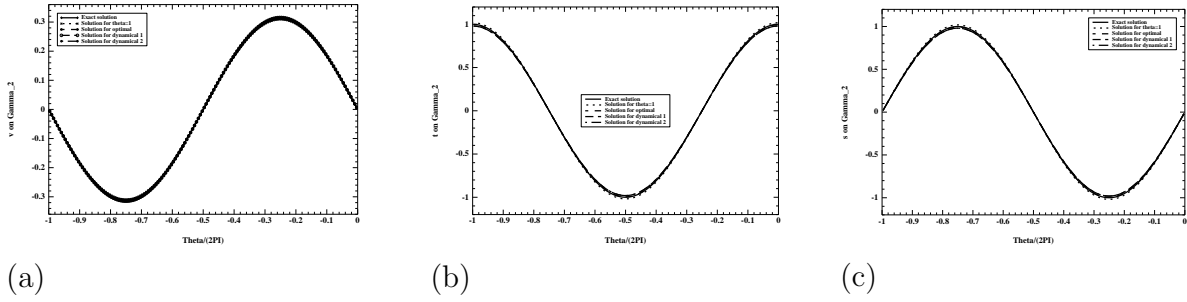 v on Gamma_2
0.3
0.2
0.1
0
-0.1
-0.2
-0.3
Exact solution
Solution for theta=1
Solution for optimal
Solution for dynamical 1
Solution for dynamical 2
-1 -0.9 -0.8 -0.7 -0.6 -0.5 -0.4 -0.3 -0.2 -0.1 0
Theta/(2PI)
(a)
t on Gamma_2
1
0.5
0
-0.5
-1
Exact solution
Solution for theta=1
Solution for optimal
Solution for dynamical 1
Solution for dynamical 2
-1 -0.9 -0.8 -0.7 -0.6 -0.5 -0.4 -0.3 -0.2 -0.1 0
Theta/(2PI)
(b)
s on Gamma_2
1
0.5
0
-0.5
-1
Exact solution
Solution for theta=1
Solution for optimal
Solution for dynamical 1
Solution for dynamical 2
-1 -0.9 -0.8 -0.7 -0.6 -0.5 -0.4 -0.3 -0.2 -0.1 0
Theta/(2PI)
(c)